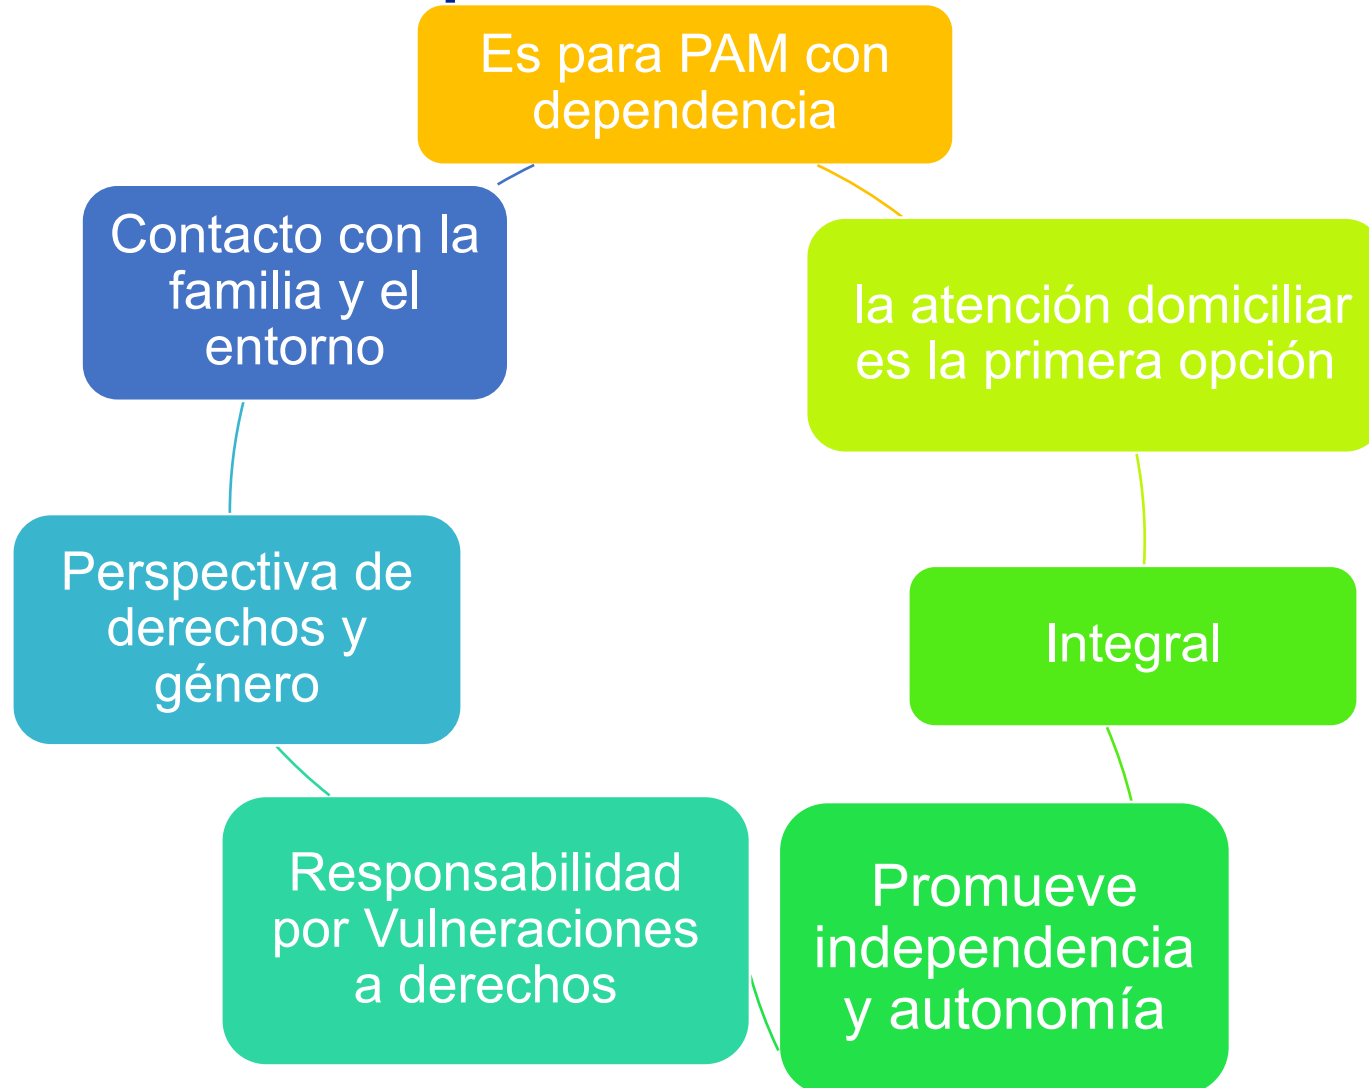 Es para PAM con
dependencia
la atención domiciliar
es la primera opción
Integral
Promueve
independencia
y autonomía
Responsabilidad
por Vulneraciones
a derechos
Perspectiva de
derechos y
género
Contacto con la
familia y el
entorno